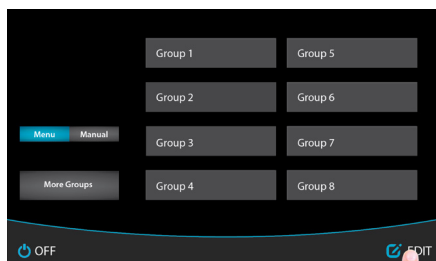 Group 1
Group 5
Group 2
Group 6
Menu
Manual
Group 3
Group 7
More Groups
Group 4
Group 8
OFF
EDIT